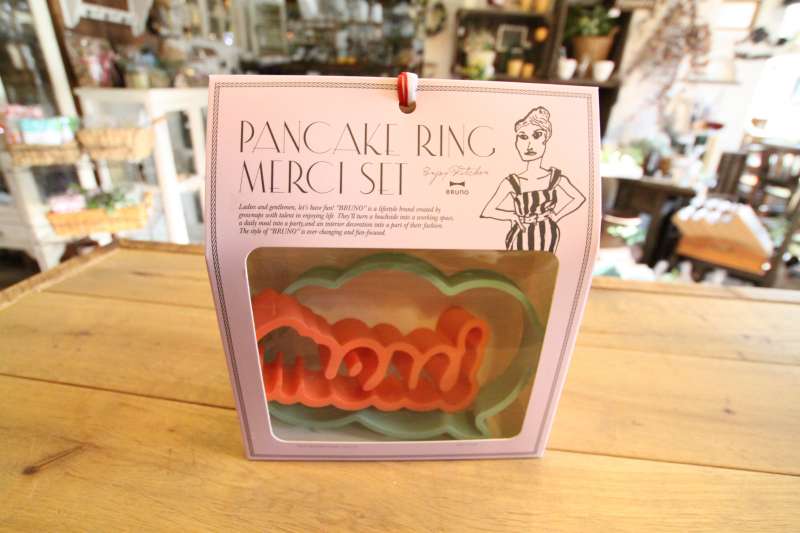 PANCAKE RING
MERCI SET
Enjoy Kitchen
BRUNO
Ladies and gentlemen, let's have fun! "BRUNO" is a lifestyle brand created by
grownups with talent in enjoying life. They'll turn a beachside into a working space,
a daily meal into a party, and an interior decoration into a part of their fashion.
The style of "BRUNO" is ever-changing and fun-focused.